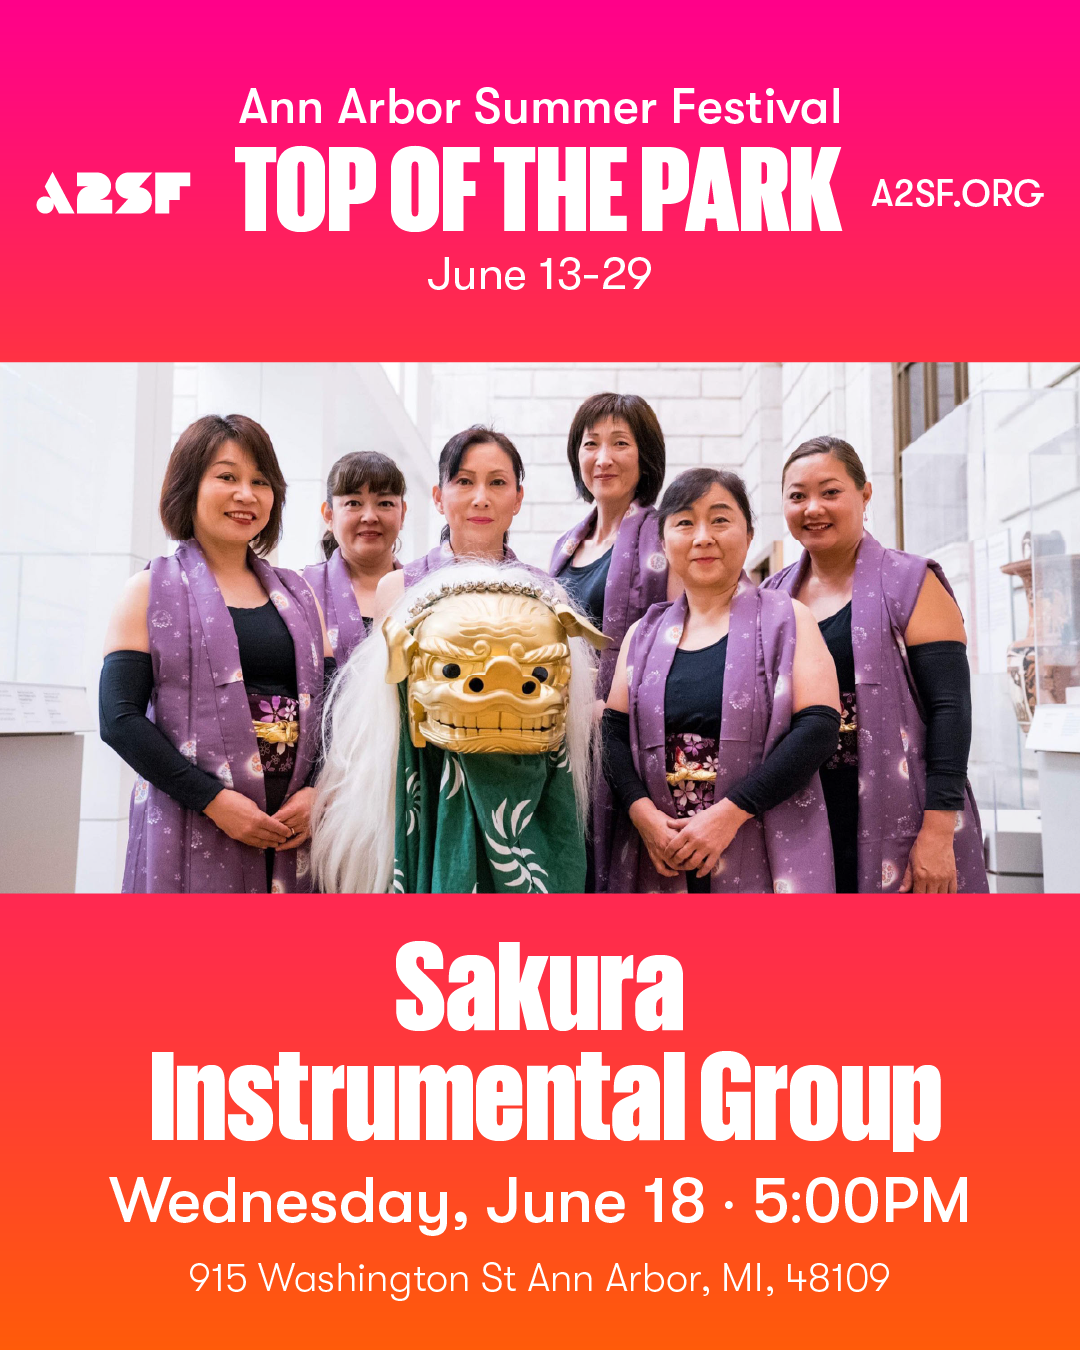 Ann Arbor Summer Festival
A2SF
TOP OF THE PARK
A2SF.ORG
June 13-29
Sakura
Instrumental Group
Wednesday, June 18 · 5:00PM
915 Washington St Ann Arbor, MI, 48109